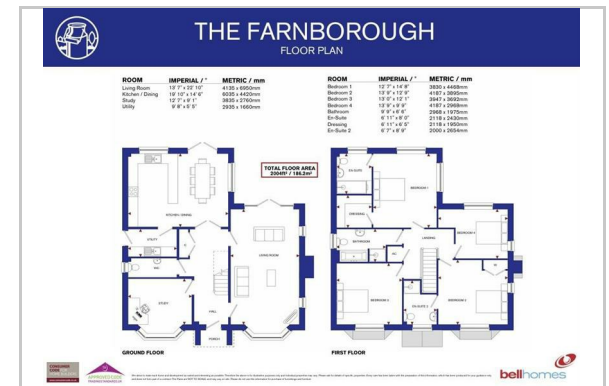 THE FARNBOROUGH
FLOOR PLAN
ROOM IMPERIAL / " METRIC / mm
Living Room 13' 7" x 22' 10" 4135 x 6950mm
Kitchen / Dining 19' 10" x 14' 6" 6035 x 4420mm
Study 12' 7" x 9' 1" 3835 x 2760mm
Utility 9' 8" x 5' 5" 2935 x 1660mm
ROOM IMPERIAL / " METRIC / mm
Bedroom 1 12' 7" x 14' 8" 3830 x 4468mm
Bedroom 2 13' 9" x 12' 9" 4187 x 3895mm
Bedroom 3 13' 0" x 12' 1" 3947 x 3692mm
Bedroom 4 13' 9" x 9' 9" 4187 x 2969mm
Bathroom 9' 9" x 6' 6" 2968 x 1975mm
En-Suite 6' 11" x 8' 0" 2118 x 2430mm
Dressing 6' 11" x 6' 5" 2118 x 1950mm
En-Suite 2 6' 7" x 8' 9" 2000 x 2654mm
TOTAL FLOOR AREA
2004ft² / 186.2m²
KITCHEN / DINING
UTILITY
WC
STUDY
HALL
PORCH
LIVING ROOM
EN-SUITE
BEDROOM 1
DRESSING
BATHROOM
LANDING
BEDROOM 4
EN-SUITE 2
GROUND FLOOR
FIRST FLOOR
CONSUMER
CODE
bellhomes